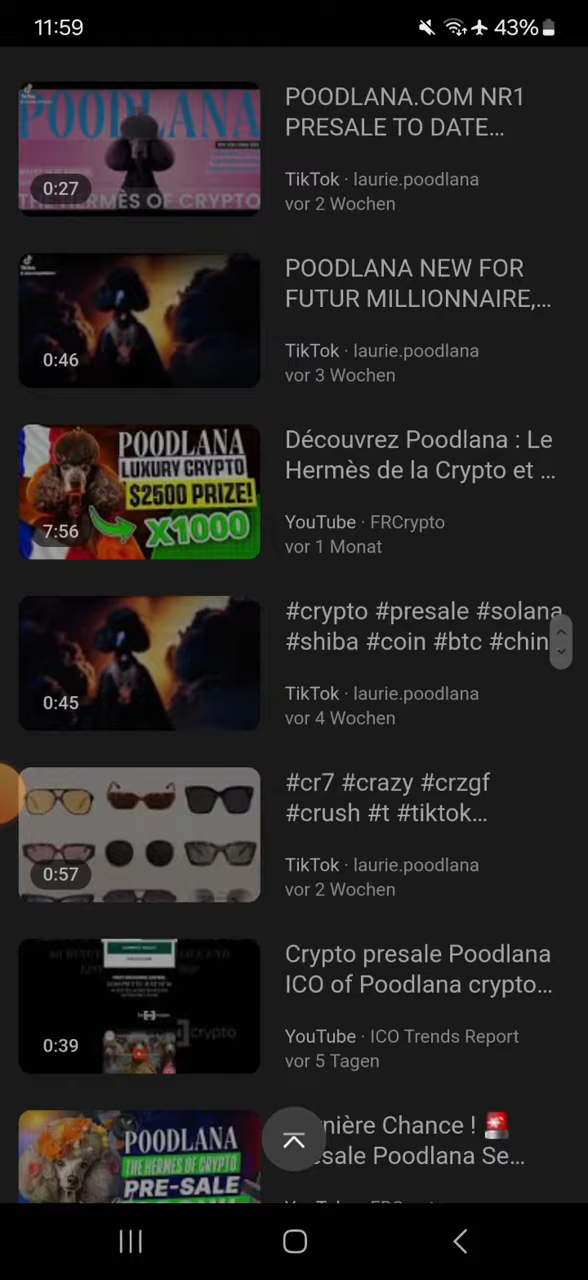 11:59
43%
POODLANA
THE HERMÈS OF CRYPTO
0:27
POODLANA.COM NR1
PRESALE TO DATE...
TikTok · laurie.poodlana
vor 2 Wochen
0:46
POODLANA NEW FOR
FUTUR MILLIONNAIRE,...
TikTok · laurie.poodlana
vor 3 Wochen
POODLANA
LUXURY CRYPTO
$2500 PRIZE!
X1000
7:56
Découvrez Poodlana : Le
Hermès de la Crypto et ...
YouTube · FRCrypto
vor 1 Monat
0:45
#crypto #presale #solana
#shiba #coin #btc #chin
TikTok · laurie.poodlana
vor 4 Wochen
0:57
#cr7 #crazy #crzgf
#crush #t #tiktok...
TikTok · laurie.poodlana
vor 2 Wochen
crypto
0:39
Crypto presale Poodlana
ICO of Poodlana crypto...
YouTube · ICO Trends Report
vor 5 Tagen
POODLANA
THE HERMES OF CRYPTO
PRE-SALE
nière Chance ! 🚨
esale Poodlana Se...